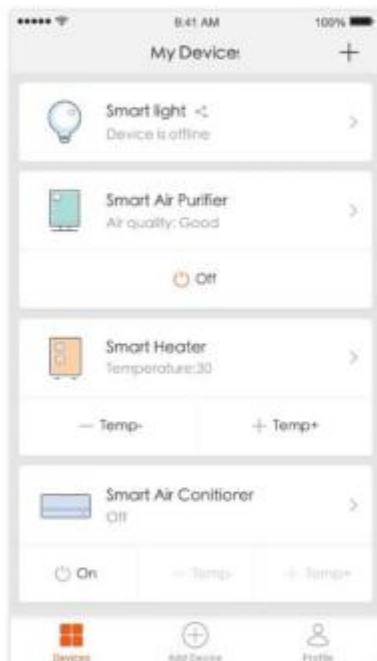 9:41 AM 100%
My Devices
Smart light
Device is offline
Smart Air Purifier
Air quality: Good
Off
Smart Heater
Temperature:30
Temp- Temp+
Smart Air Conitiorer
Off
On Temp- Temp+
Devices Add Device Profile